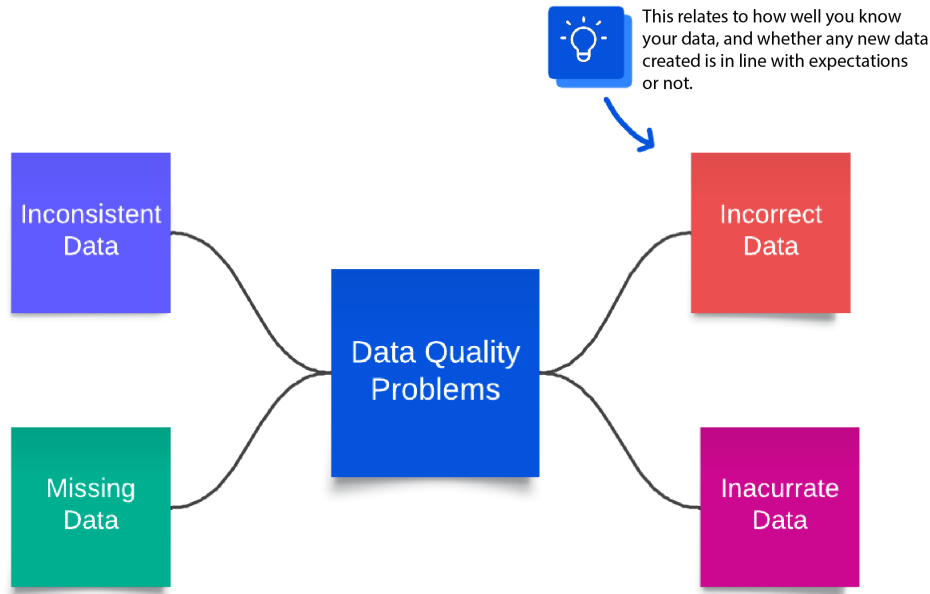 This relates to how well you know
your data, and whether any new data
created is in line with expectations
or not.
Inconsistent
Data
Incorrect
Data
Data Quality
Problems
Missing
Data
Inacurrate
Data